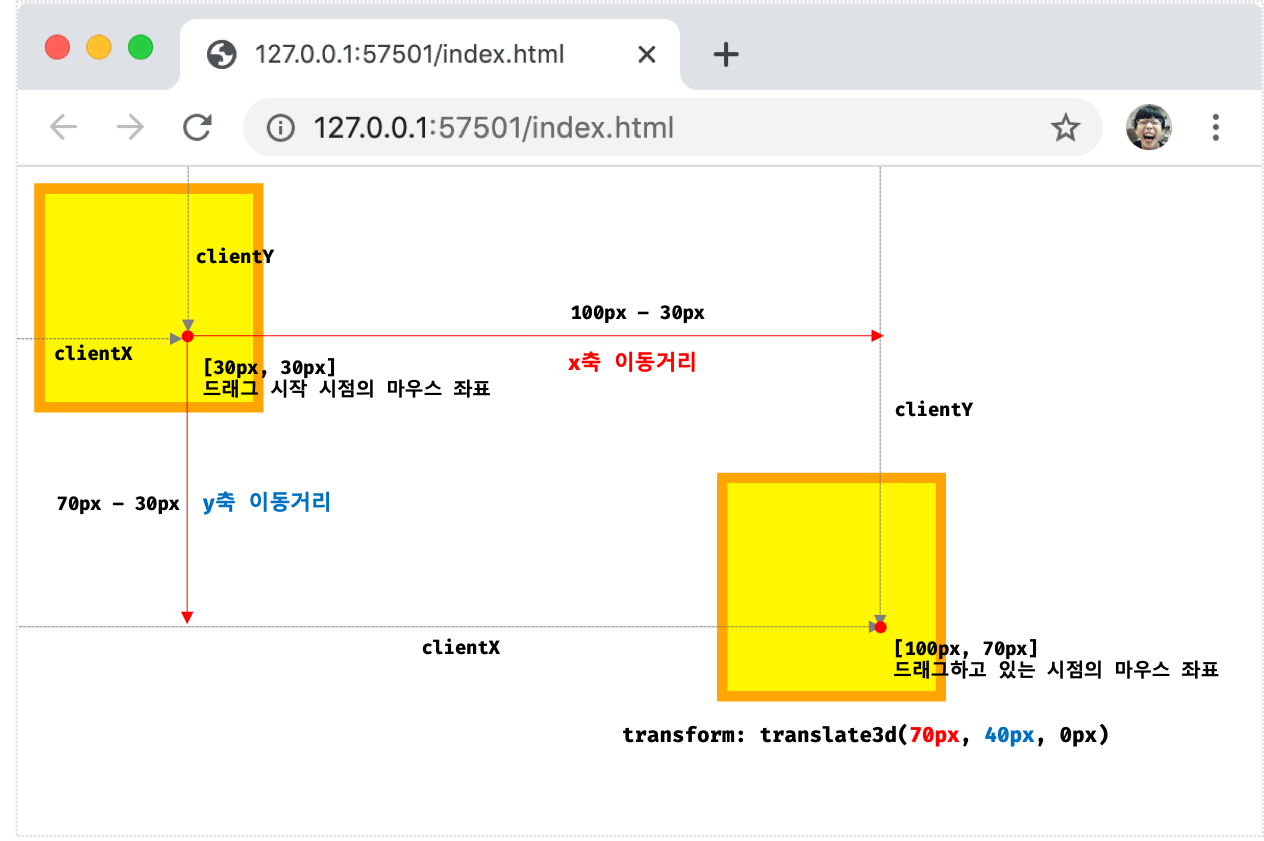 127.0.0.1:57501/index.html
127.0.0.1:57501/index.html
clientY
100px – 30px
clientX
x축 이동거리
[30px, 30px]
드래그 시작 시점의 마우스 좌표
clientY
70px – 30px
y축 이동거리
clientX
[100px, 70px]
드래그하고 있는 시점의 마우스 좌표
transform: translate3d(70px, 40px, 0px)